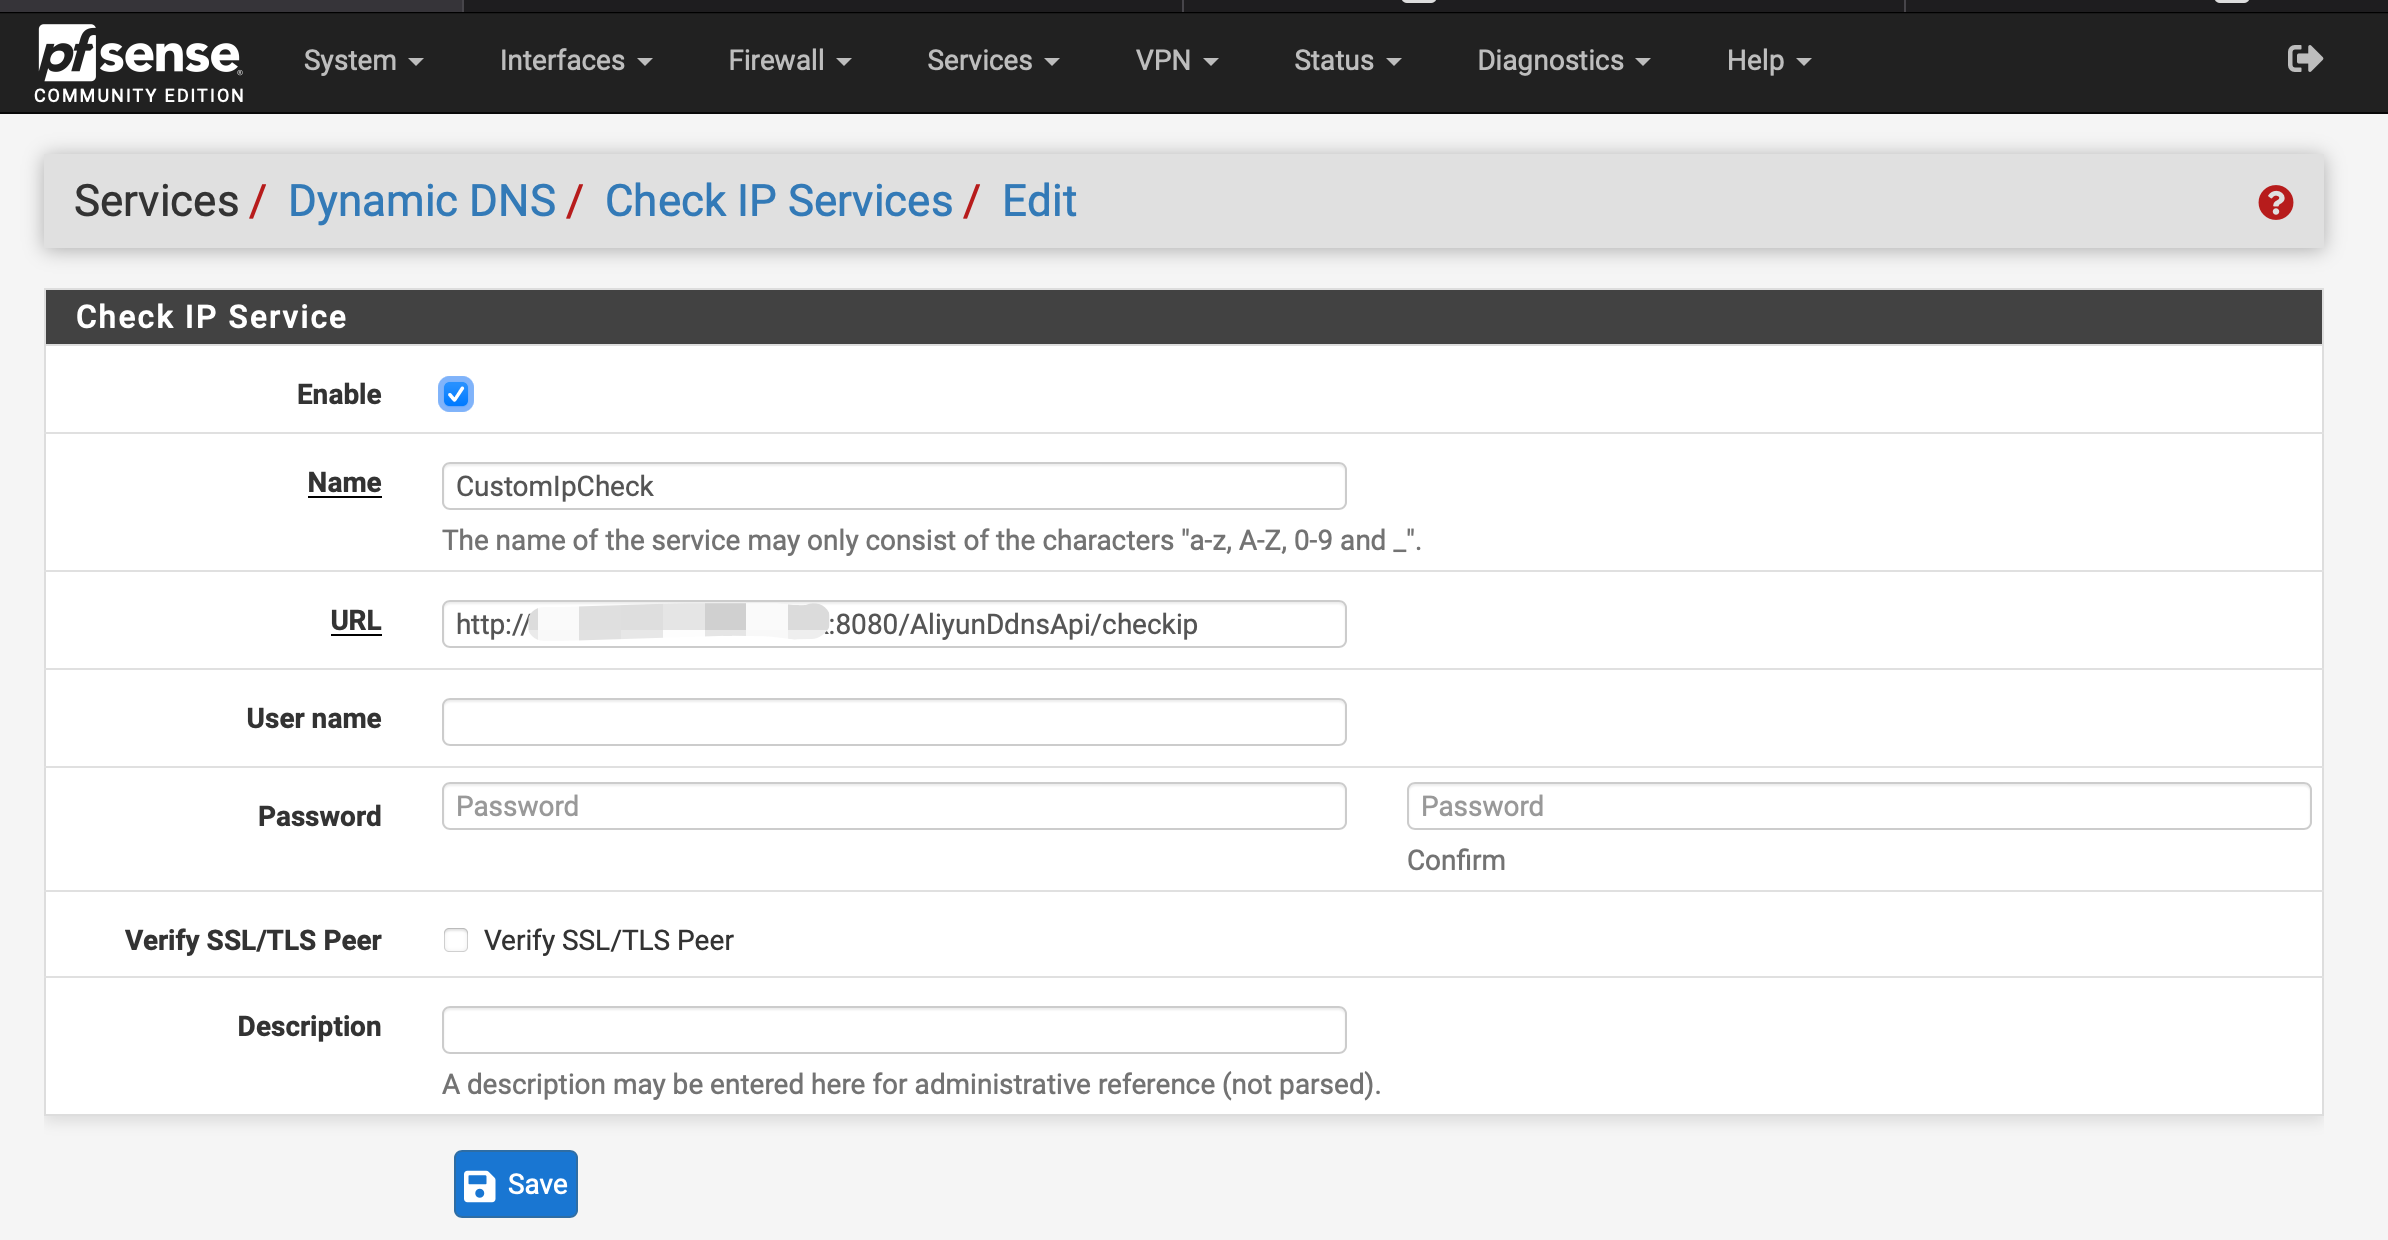 pfsense
COMMUNITY EDITION
System Interfaces Firewall Services VPN Status Diagnostics Help
Services / Dynamic DNS / Check IP Services / Edit
Check IP Service
Enable
Name CustomIpCheck
The name of the service may only consist of the characters "a-z, A-Z, 0-9 and _".
URL http:// :8080/AliyunDdnsApi/checkip
User name
Password Password Password
Confirm
Verify SSL/TLS Peer Verify SSL/TLS Peer
Description
A description may be entered here for administrative reference (not parsed).
Save